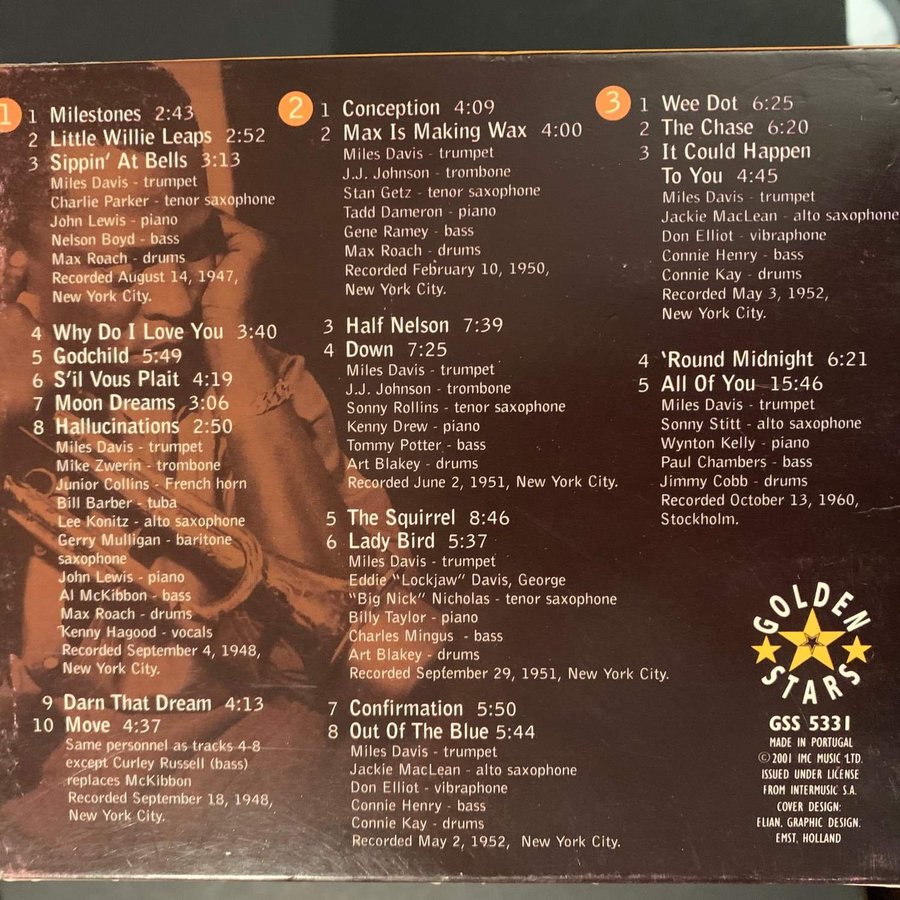 1
1 Milestones 2:43
2 Little Willie Leaps 2:52
3 Sippin' At Bells 3:13
Miles Davis - trumpet
Charlie Parker - tenor saxophone
John Lewis - piano
Nelson Boyd - bass
Max Roach - drums
Recorded August 14, 1947,
New York City.
4 Why Do I Love You 3:40
5 Godchild 5:49
6 S'il Vous Plait 4:19
7 Moon Dreams 3:06
8 Hallucinations 2:50
Miles Davis - trumpet
Mike Zwerin - trombone
Junior Collins - French horn
Bill Barber - tuba
Lee Konitz - alto saxophone
Gerry Mulligan - baritone
saxophone
John Lewis - piano
Al McKibbon - bass
Max Roach - drums
Kenny Hagood - vocals
Recorded September 4, 1948,
New York City.
9 Darn That Dream 4:13
10 Move 4:37
Same personnel as tracks 4-8
except Curley Russell (bass)
replaces McKibbon
Recorded September 18, 1948,
New York City.
2
1 Conception 4:09
2 Max Is Making Wax 4:00
Miles Davis - trumpet
J.J. Johnson - trombone
Stan Getz - tenor saxophone
Tadd Dameron - piano
Gene Ramey - bass
Max Roach - drums
Recorded February 10, 1950,
New York City.
3 Half Nelson 7:39
4 Down 7:25
Miles Davis - trumpet
J.J. Johnson - trombone
Sonny Rollins - tenor saxophone
Kenny Drew - piano
Tommy Potter - bass
Art Blakey - drums
Recorded June 2, 1951, New York City.
5 The Squirrel 8:46
6 Lady Bird 5:37
Miles Davis - trumpet
Eddie "Lockjaw" Davis, George
"Big Nick" Nicholas - tenor saxophone
Billy Taylor - piano
Charles Mingus - bass
Art Blakey - drums
Recorded September 29, 1951, New York City.
7 Confirmation 5:50
8 Out Of The Blue 5:44
Miles Davis - trumpet
Jackie MacLean - alto saxophone
Don Elliot - vibraphone
Connie Henry - bass
Connie Kay - drums
Recorded May 2, 1952, New York City.
3
1 Wee Dot 6:25
2 The Chase 6:20
3 It Could Happen
To You 4:45
Miles Davis - trumpet
Jackie MacLean - alto saxophone
Don Elliot - vibraphone
Connie Henry - bass
Connie Kay - drums
Recorded May 3, 1952,
New York City.
4 'Round Midnight 6:21
5 All Of You 15:46
Miles Davis - trumpet
Sonny Stitt - alto saxophone
Wynton Kelly - piano
Paul Chambers - bass
Jimmy Cobb - drums
Recorded October 13, 1960,
Stockholm.
GOLDEN
STARS
GSS 5331
MADE IN PORTUGAL
©2001 IMC MUSIC LTD.
ISSUED UNDER LICENSE
FROM INTERMUSIC S.A.
COVER DESIGN:
ELIAN, GRAPHIC DESIGN.
EMST, HOLLAND